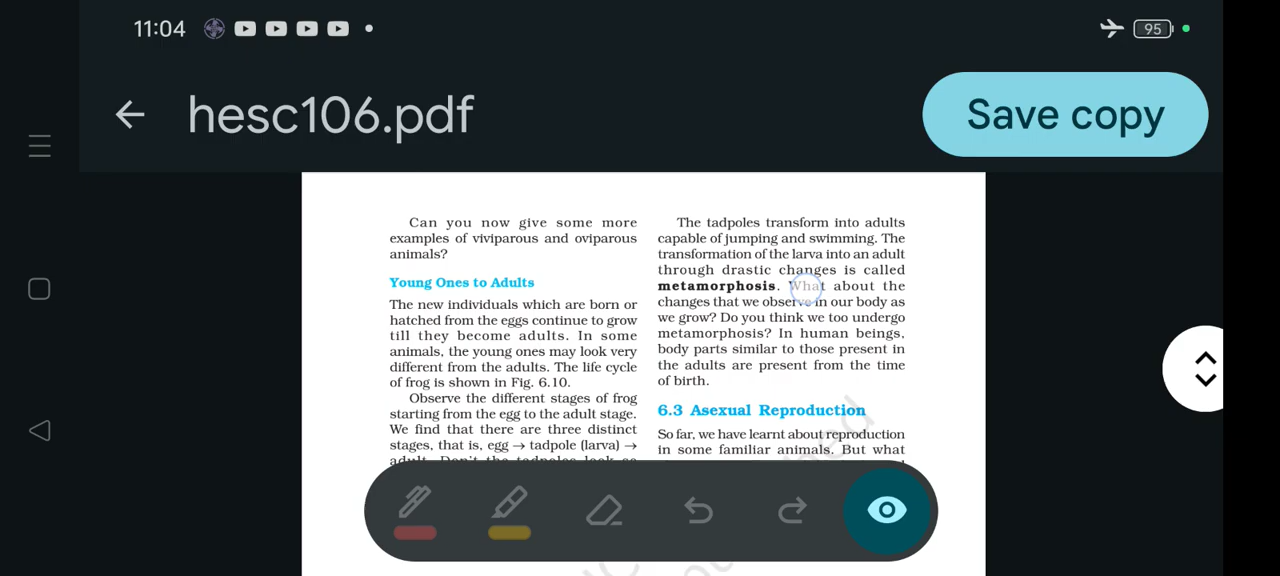 11:04
95
hesc106.pdf
Save copy
Can you now give some more
examples of viviparous and oviparous
animals?
Young Ones to Adults
The new individuals which are born or
hatched from the eggs continue to grow
till they become adults. In some
animals, the young ones may look very
different from the adults. The life cycle
of frog is shown in Fig. 6.10.
Observe the different stages of frog
starting from the egg to the adult stage.
We find that there are three distinct
stages, that is, egg → tadpole (larva) →
adult. Don't the tadpoles look so
The tadpoles transform into adults
capable of jumping and swimming. The
transformation of the larva into an adult
through drastic changes is called
metamorphosis. What about the
changes that we observe in our body as
we grow? Do you think we too undergo
metamorphosis? In human beings,
body parts similar to those present in
the adults are present from the time
of birth.
6.3 Asexual Reproduction
So far, we have learnt about reproduction
in some familiar animals. But what